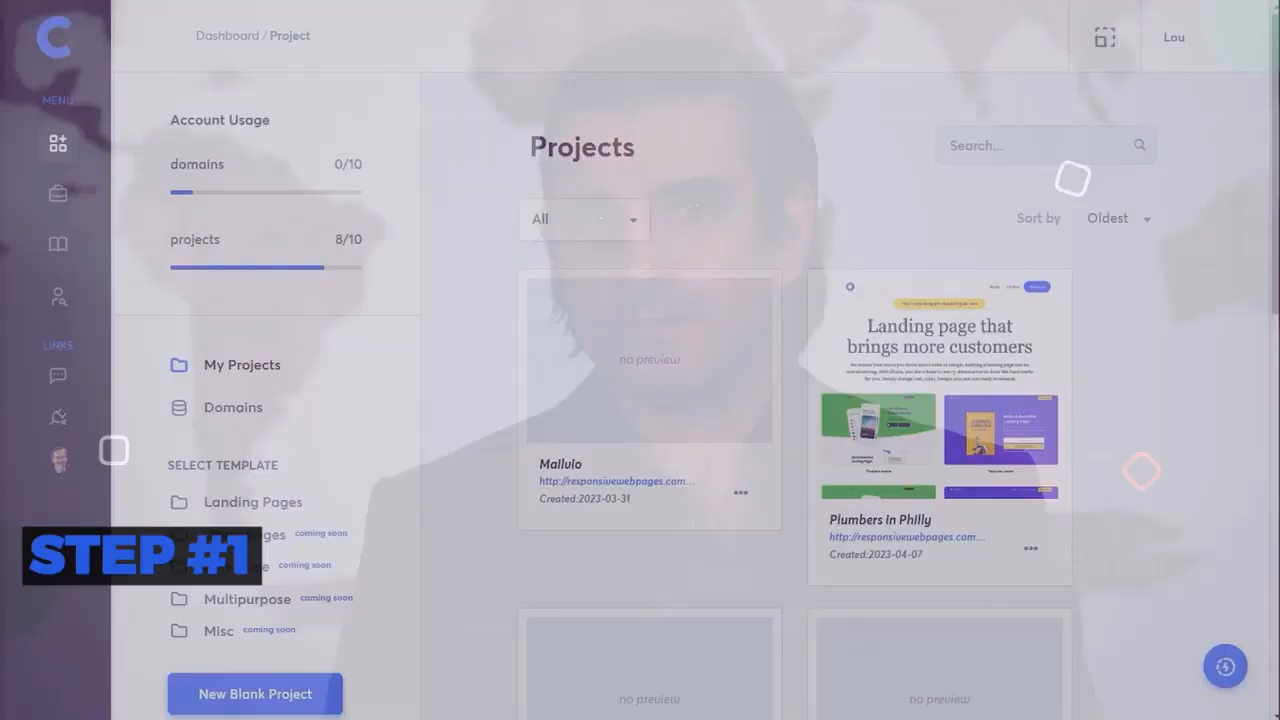 C
Dashboard / Project
Lou
MENU
Account Usage
domains 0/10
projects 8/10
Projects
Search...
All
Sort by Oldest
LINKS
My Projects
Domains
SELECT TEMPLATE
Landing Pages
ges coming soon
e coming soon
Multipurpose coming soon
Misc coming soon
New Blank Project
STEP #1
no preview
Mailvio
http://responsivewebpages.com...
Created:2023-03-31
Landing page that
brings more customers
Plumbers In Philly
http://responsivewebpages.com...
Created:2023-04-07
no preview
no preview